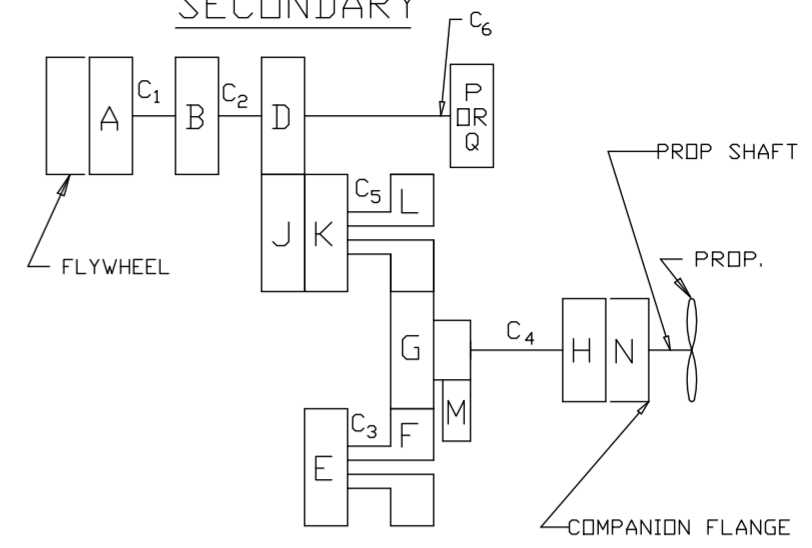 SECONDARY
C6
P
OR
Q
A
C1
B
C2
D
PROP SHAFT
C5
L
J
K
FLYWHEEL
PROP.
C4
G
H
N
M
C3
F
E
COMPANION FLANGE